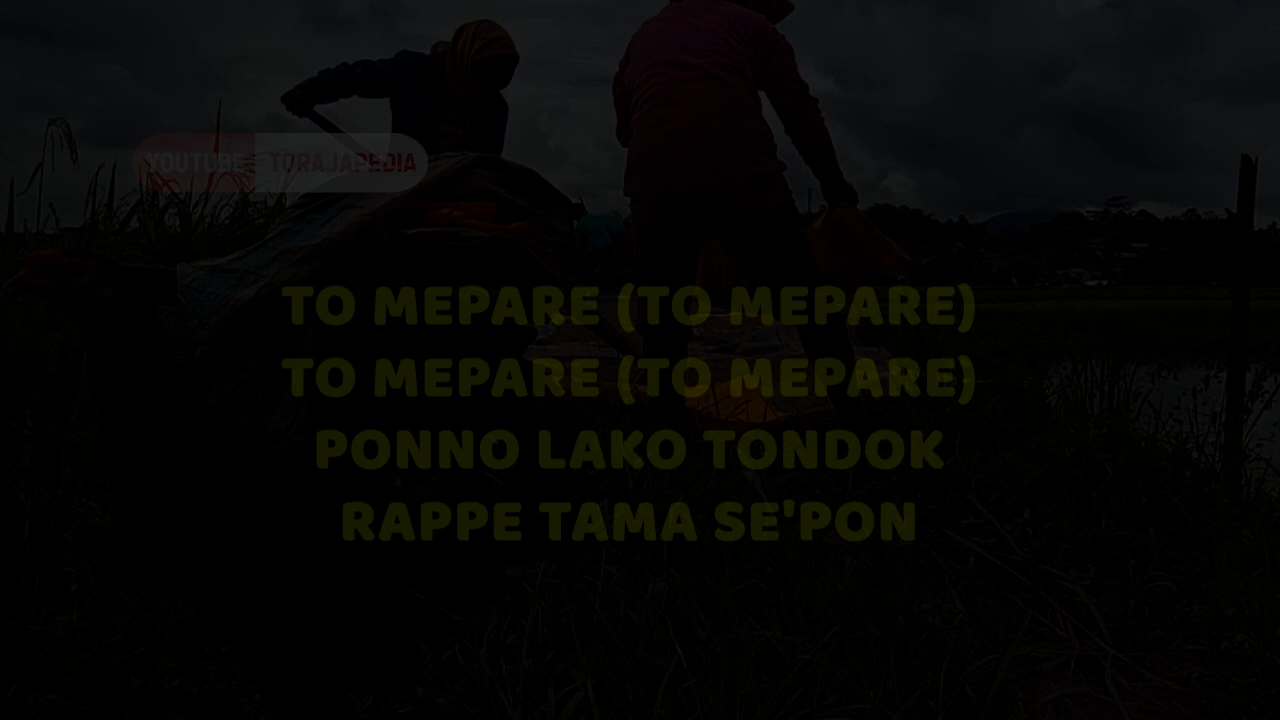 YOUTUBE TORAJAPEDIA
TO MEPARE (TO MEPARE)
TO MEPARE (TO MEPARE)
PONNO LAKO TONDOK
RAPPE TAMA SE'PON